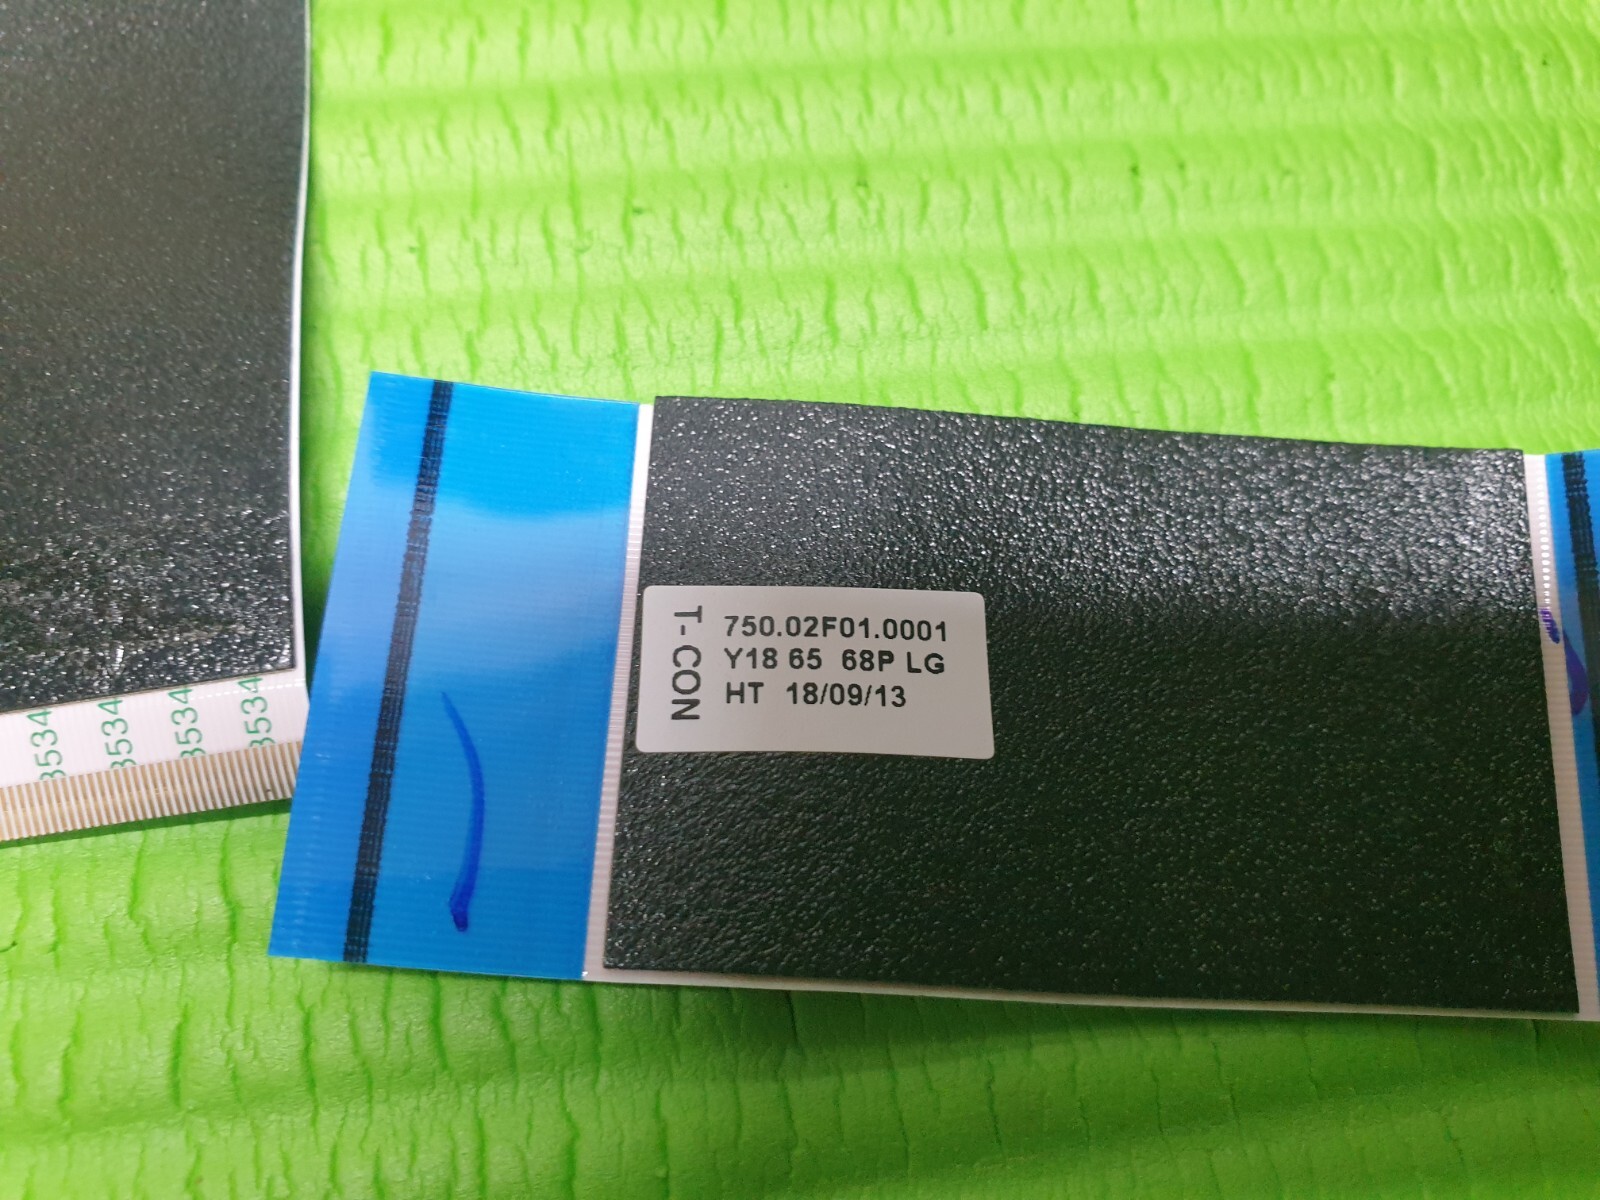 T-CON
750.02F01.0001
Y18 65 68P LG
HT 18/09/13
3534 3534 3534 3534